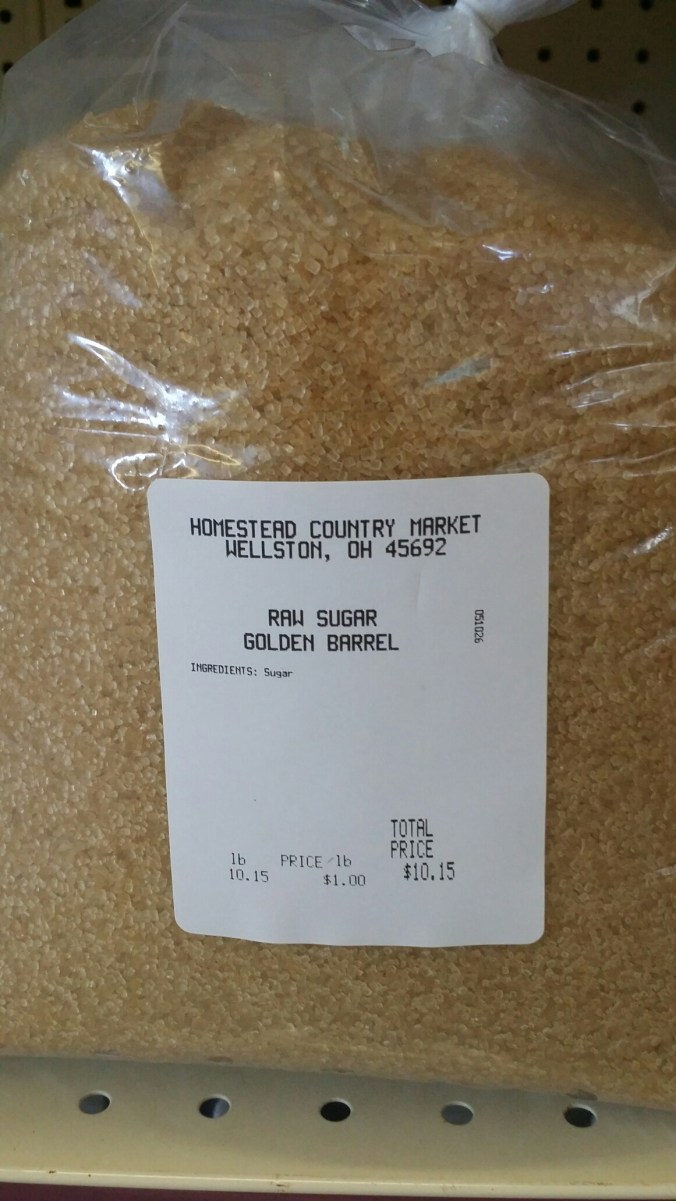 HOMESTEAD COUNTRY MARKET
WELLSTON, OH 45692
RAW SUGAR
GOLDEN BARREL
051026
INGREDIENTS: Sugar
TOTAL
PRICE
lb PRICE/lb
10.15 $1.00 $10.15